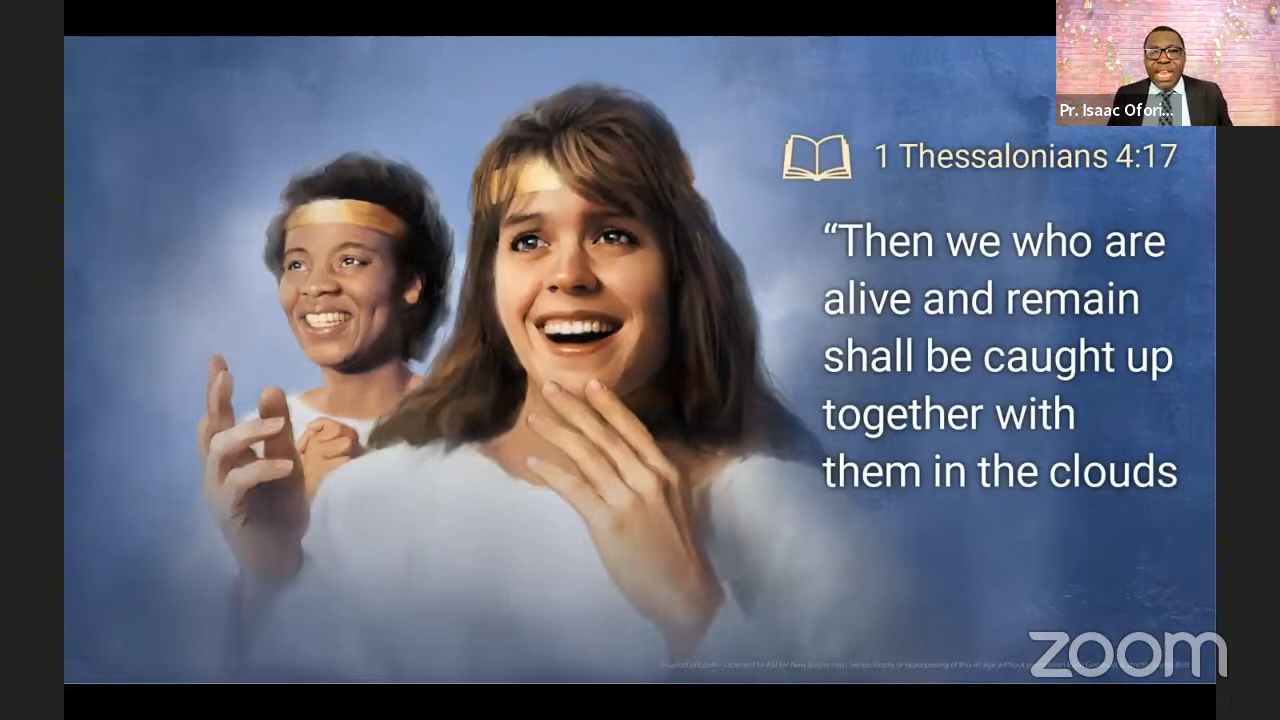 Pr. Isaac Ofori...
1 Thessalonians 4:17
“Then we who are
alive and remain
shall be caught up
together with
them in the clouds
zoom